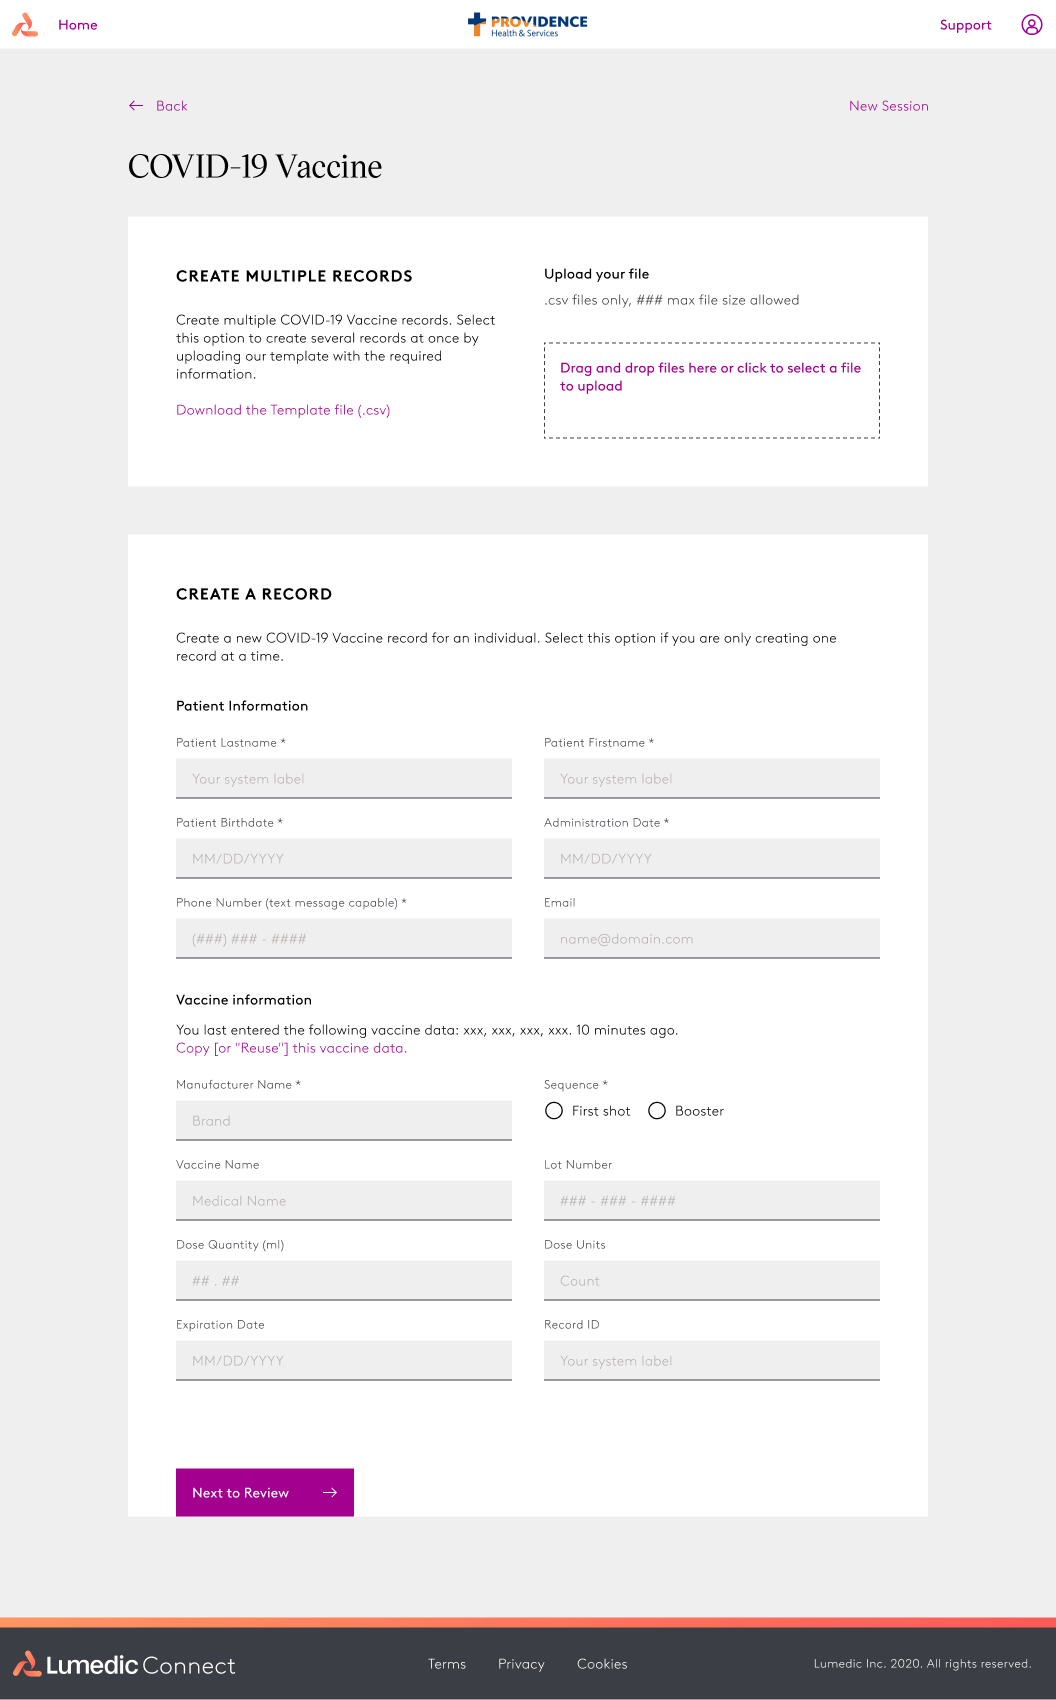 Home
PROVIDENCE
Health & Services
Support
Back
New Session
COVID-19 Vaccine
CREATE MULTIPLE RECORDS
Create multiple COVID-19 Vaccine records. Select
this option to create several records at once by
uploading our template with the required
information.
Download the Template file (.csv)
Upload your file
.csv files only, ### max file size allowed
Drag and drop files here or click to select a file
to upload
CREATE A RECORD
Create a new COVID-19 Vaccine record for an individual. Select this option if you are only creating one
record at a time.
Patient Information
Patient Lastname *
Patient Firstname *
Your system label
Your system label
Patient Birthdate *
Administration Date *
MM/DD/YYYY
MM/DD/YYYY
Phone Number (text message capable) *
Email
(###) ### - ####
name@domain.com
Vaccine information
You last entered the following vaccine data: xxx, xxx, xxx, xxx. 10 minutes ago.
Copy [or "Reuse"] this vaccine data.
Manufacturer Name *
Sequence *
Brand
First shot
Booster
Vaccine Name
Lot Number
Medical Name
### - ### - ####
Dose Quantity (ml)
Dose Units
## . ##
Count
Expiration Date
Record ID
MM/DD/YYYY
Your system label
Next to Review
Lumedic Connect
Terms
Privacy
Cookies
Lumedic Inc. 2020. All rights reserved.